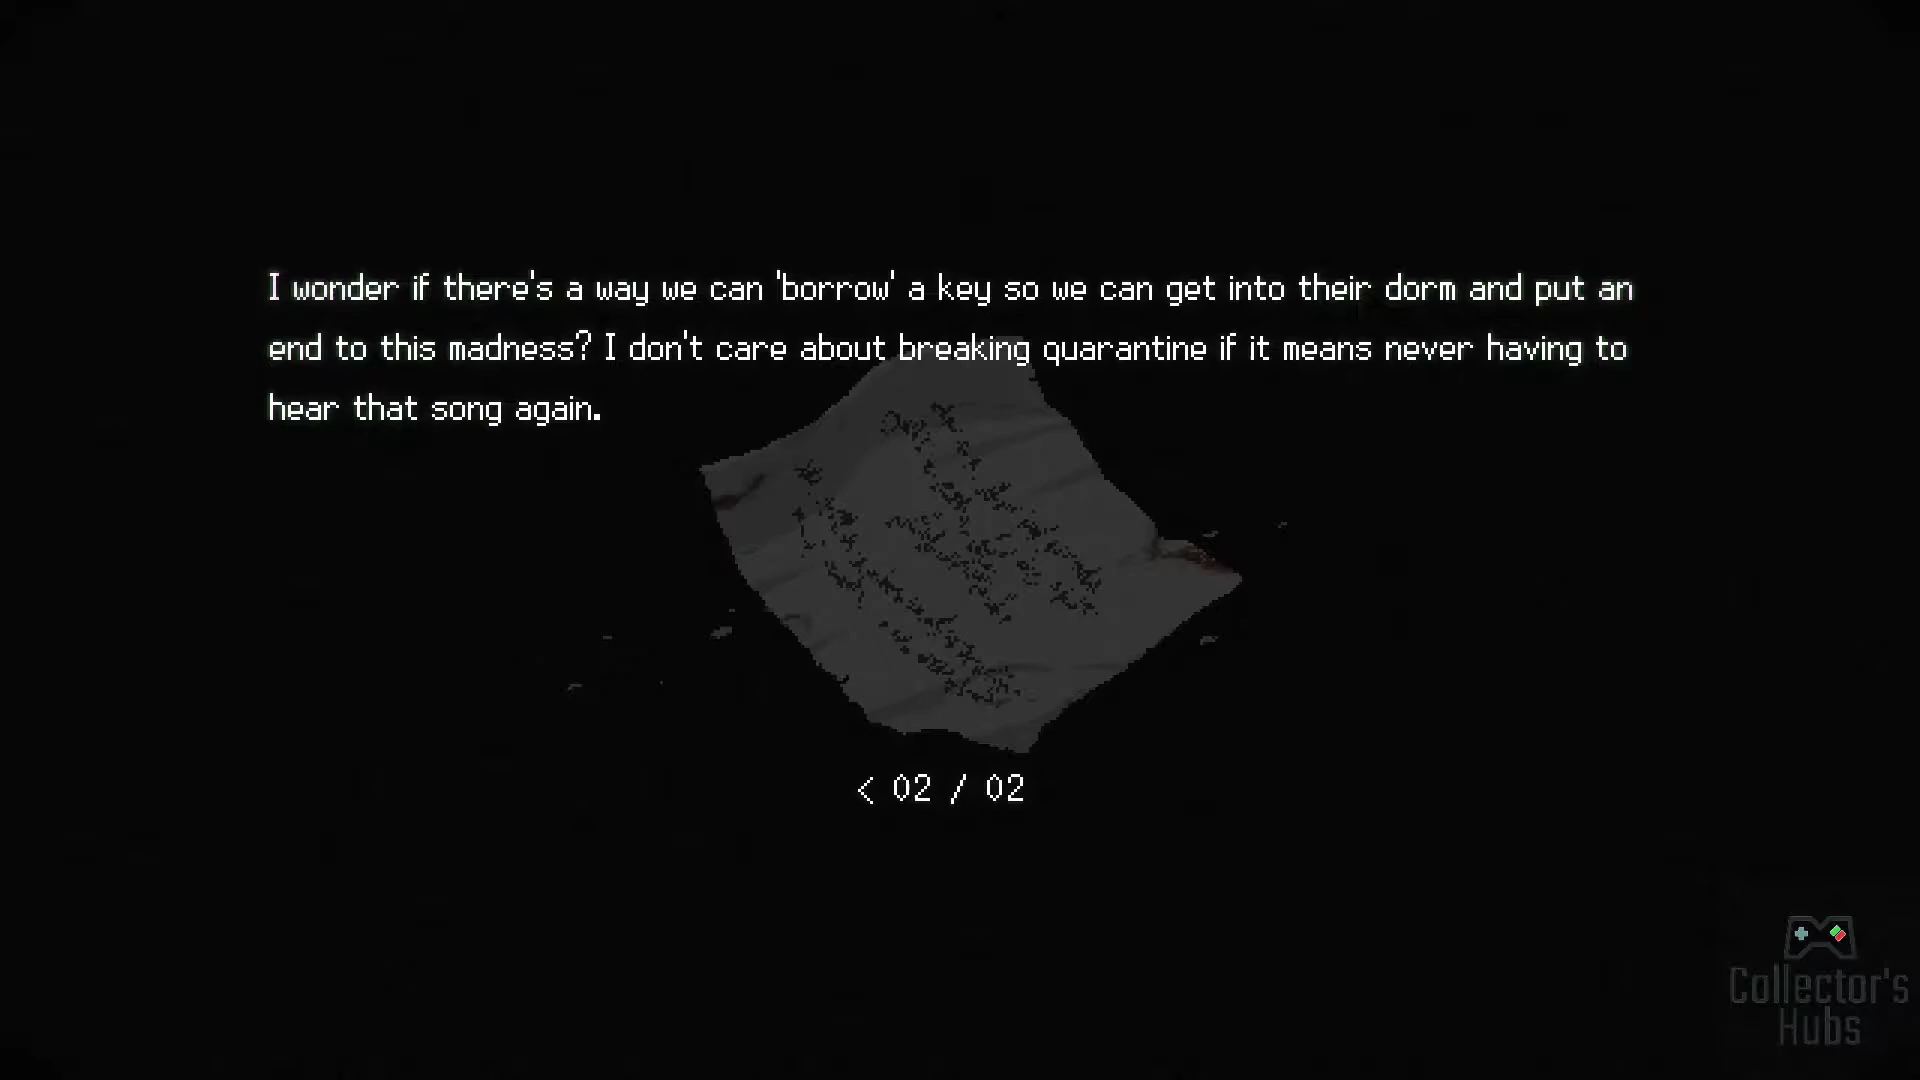 I wonder if there's a way we can 'borrow' a key so we can get into their dorm and put an
end to this madness? I don't care about breaking quarantine if it means never having to
hear that song again.
< 02 / 02
Collector's
Hubs